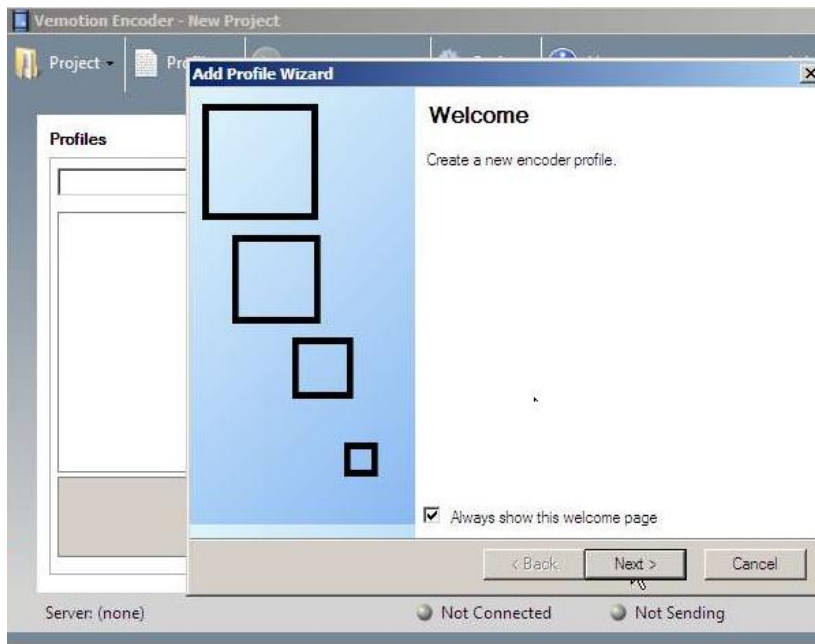 Vemotion Encoder - New Project
Project
Add Profile Wizard
Profiles
Welcome
Create a new encoder profile.
Always show this welcome page
< Back
Next >
Cancel
Server: (none)
Not Connected
Not Sending